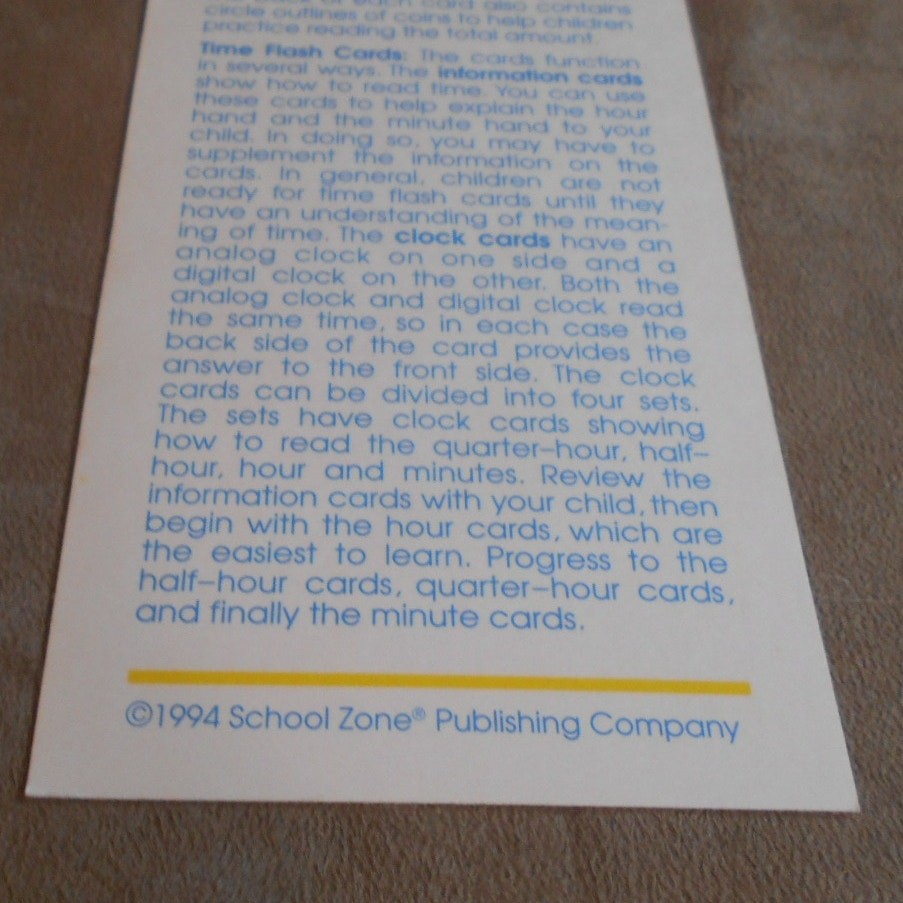 of each card also contains
circle outlines of coins to help children
practice reading the total amount.
Time Flash Cards: The cards function
in several ways. The information cards
show how to read time. You can use
these cards to help explain the hour
hand and the minute hand to your
child. In doing so, you may have to
supplement the information on the
cards. In general, children are not
ready for time flash cards until they
have an understanding of the mean-
ing of time. The clock cards have an
analog clock on one side and a
digital clock on the other. Both the
analog clock and digital clock read
the same time, so in each case the
back side of the card provides the
answer to the front side. The clock
cards can be divided into four sets.
The sets have clock cards showing
how to read the quarter-hour, half-
hour, hour and minutes. Review the
information cards with your child, then
begin with the hour cards, which are
the easiest to learn. Progress to the
half-hour cards, quarter-hour cards,
and finally the minute cards.
©1994 School Zone® Publishing Company